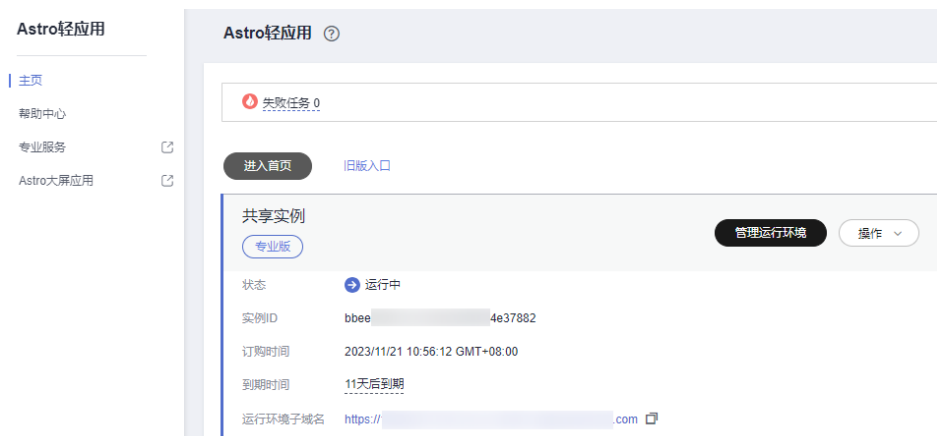 Astro轻应用
主页
帮助中心
专业服务
Astro大屏应用
Astro轻应用
失败任务 0
进入首页 旧版入口
共享实例
专业版
管理运行环境 操作
状态 运行中
实例ID bbee 4e37882
订购时间 2023/11/21 10:56:12 GMT+08:00
到期时间 11天后到期
运行环境子域名 https:// .com